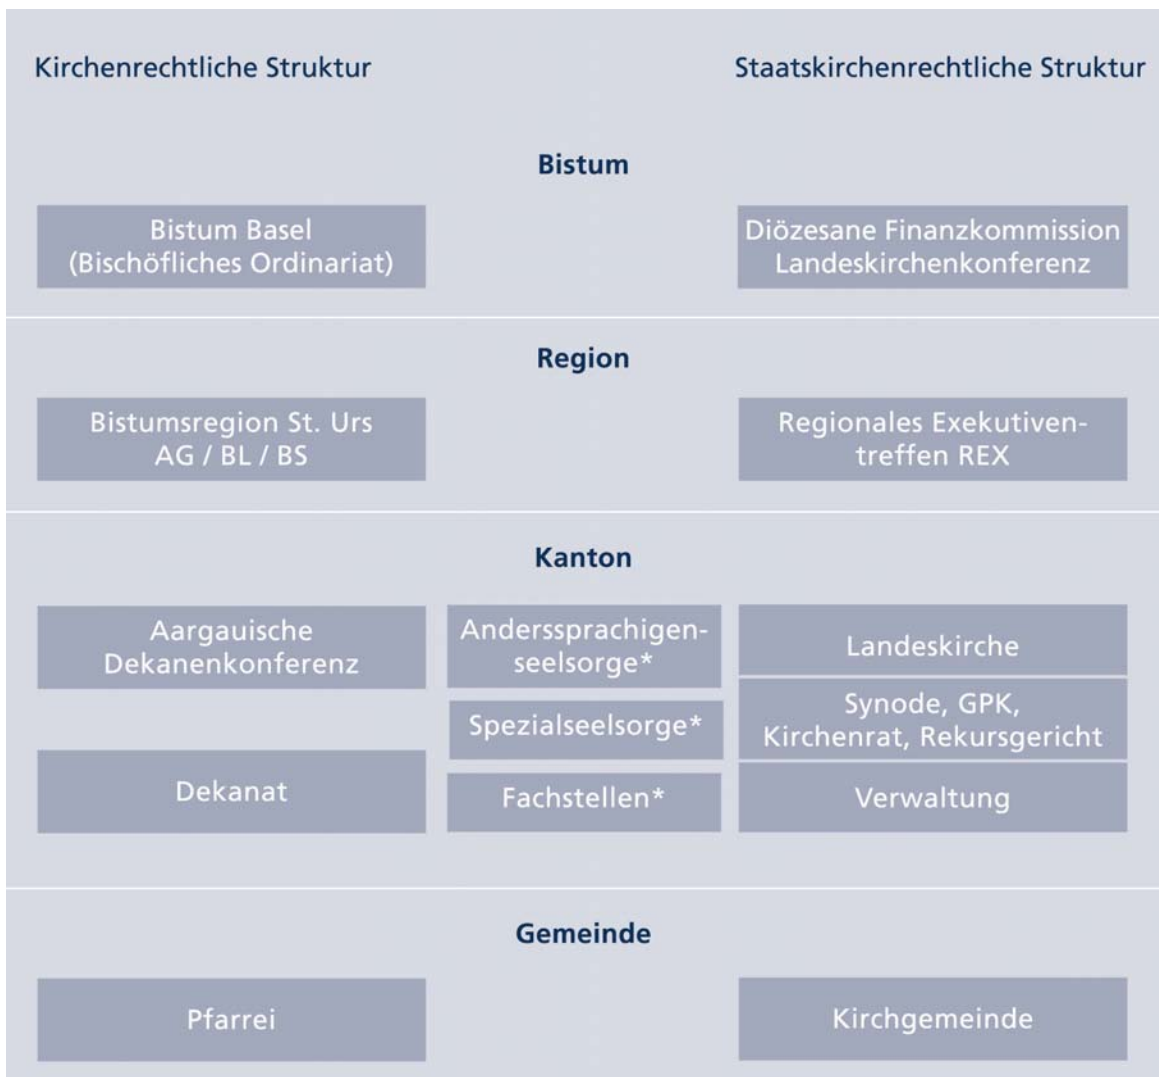 Kirchenrechtliche Struktur
Staatskirchenrechtliche Struktur
Bistum
Bistum Basel
(Bischöfliches Ordinariat)
Diözesane Finanzkommission
Landeskirchenkonferenz
Region
Bistumsregion St. Urs
AG / BL / BS
Regionales Exekutiven-
treffen REX
Kanton
Aargauische
Dekanenkonferenz
Dekanat
Anderssprachigen-
seelsorge*
Spezialseelsorge*
Fachstellen*
Landeskirche
Synode, GPK,
Kirchenrat, Rekursgericht
Verwaltung
Gemeinde
Pfarrei
Kirchgemeinde